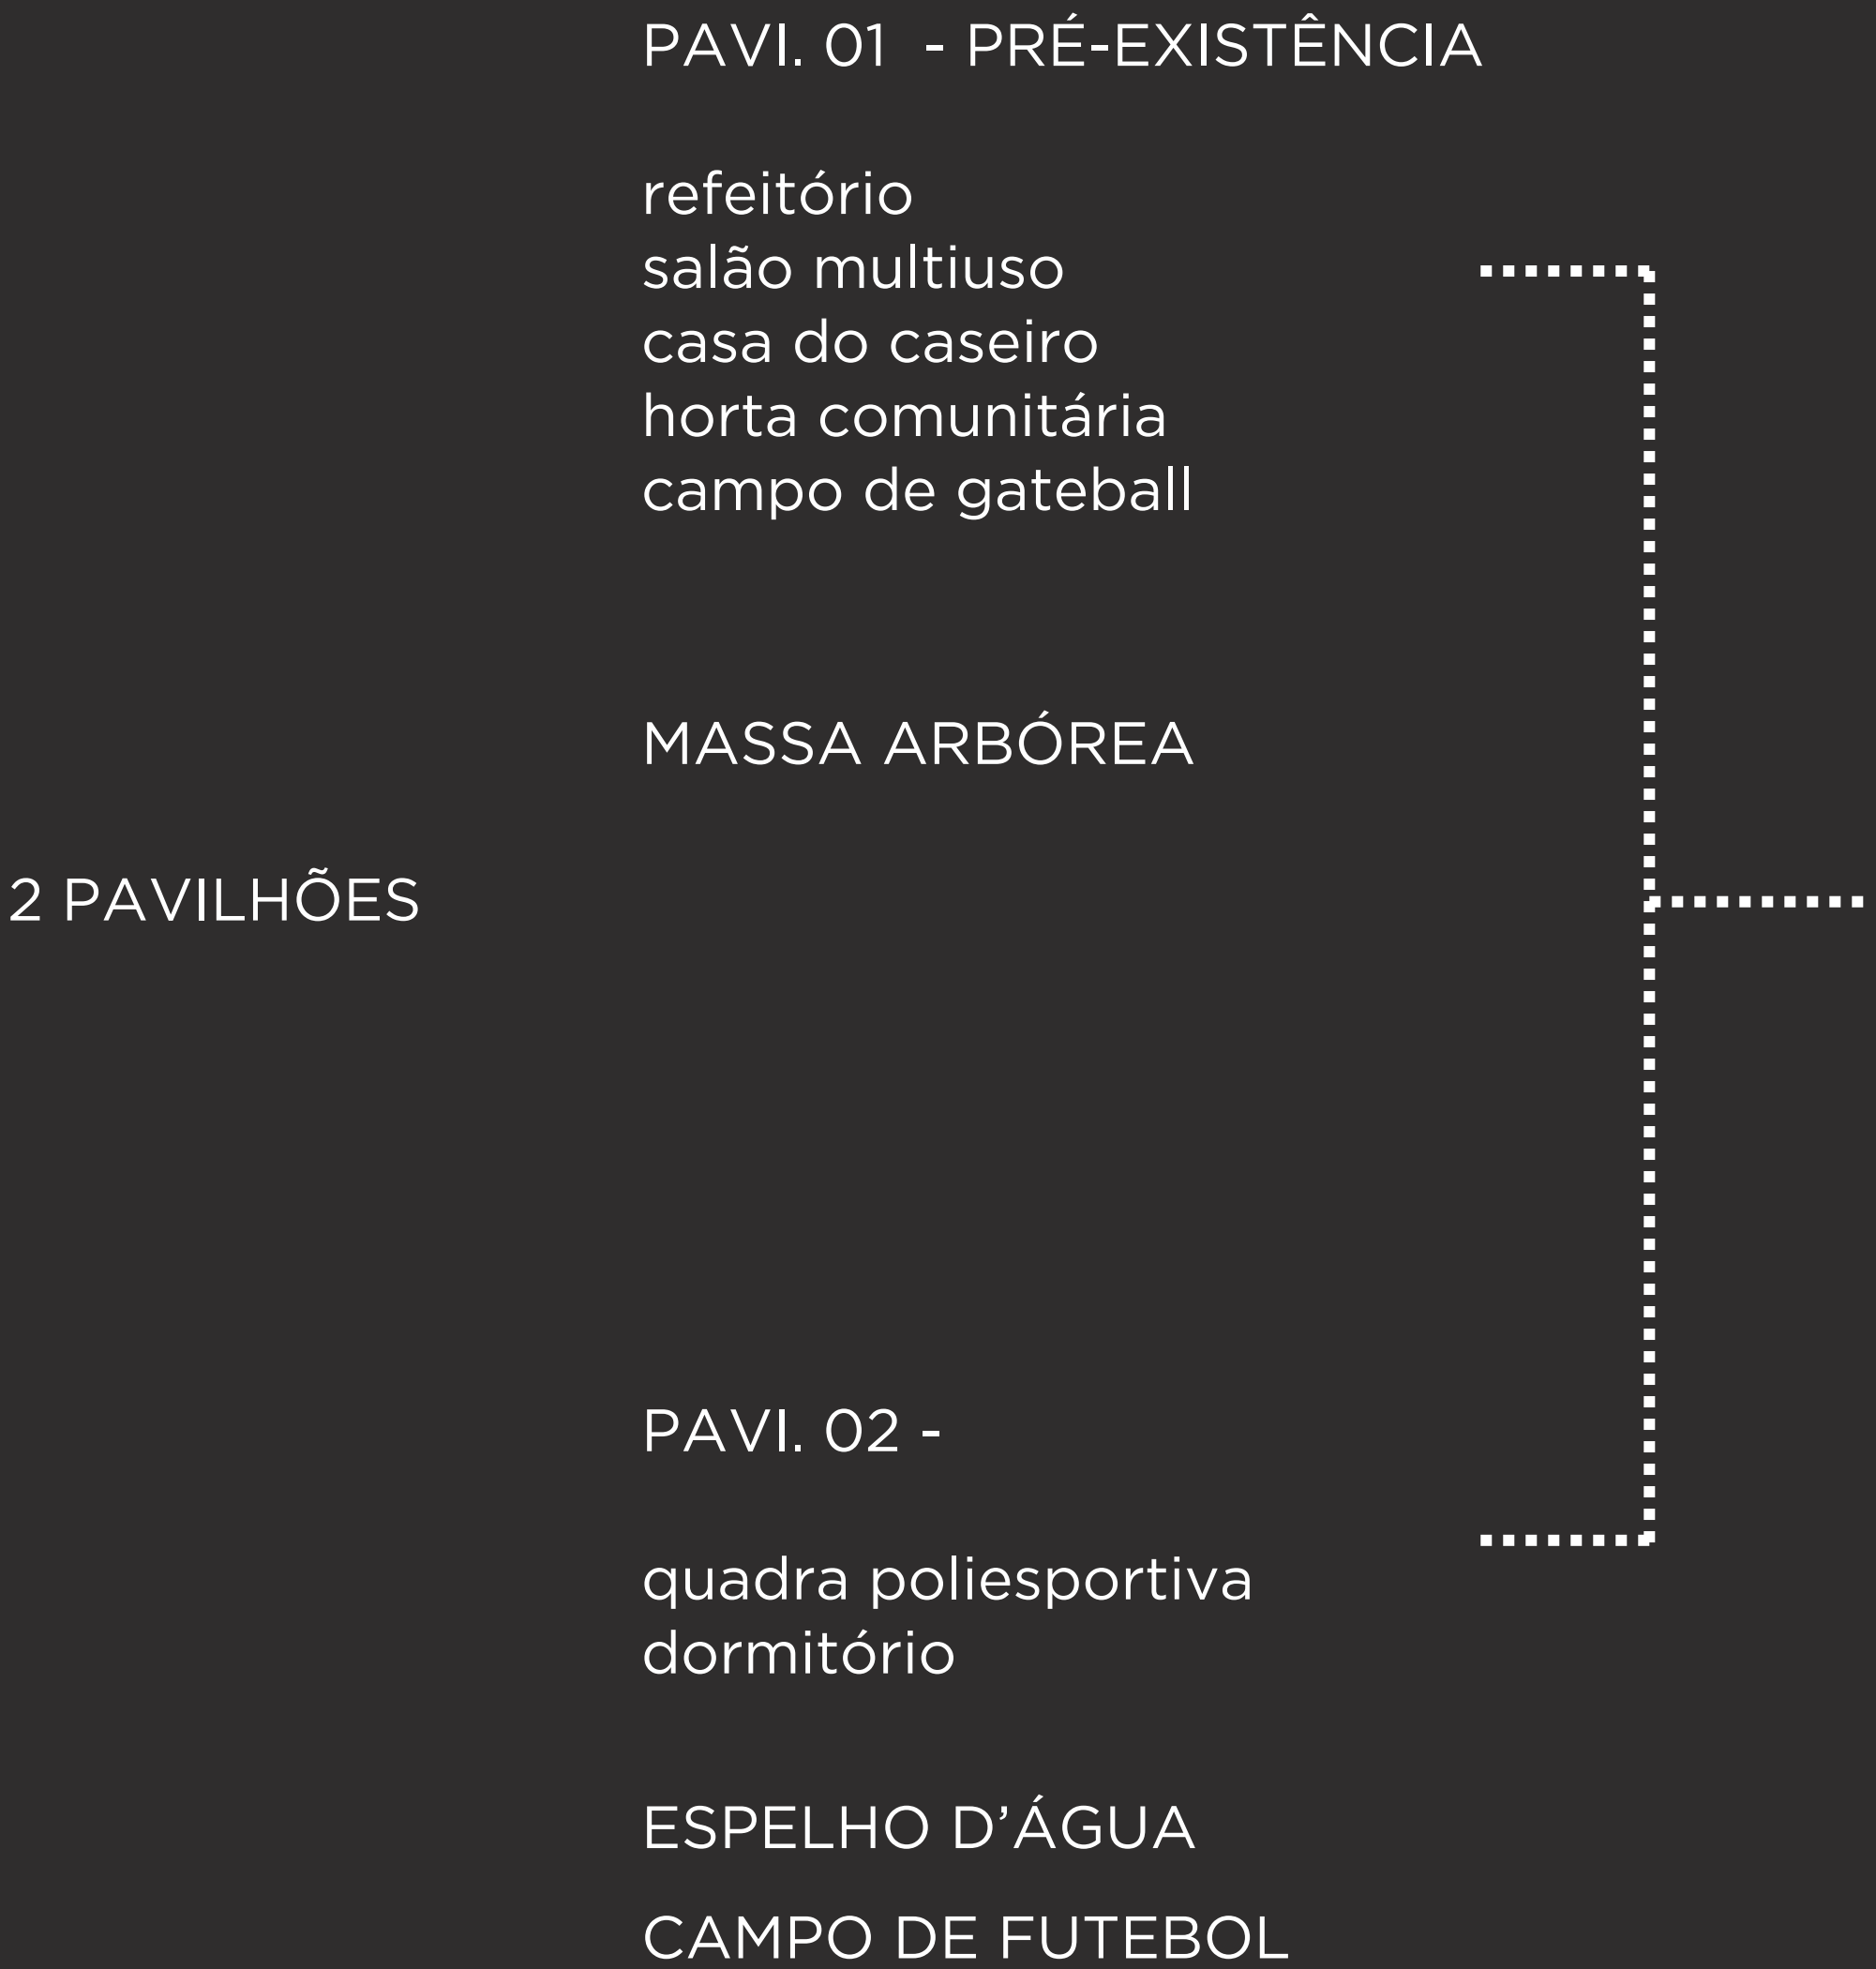 PAVI. 01 - PRÉ-EXISTÊNCIA
refeitório
salão multiuso
casa do caseiro
horta comunitária
campo de gateball
MASSA ARBÓREA
2 PAVILHÕES
PAVI. 02 -
quadra poliesportiva
dormitório
ESPELHO D’ÁGUA
CAMPO DE FUTEBOL